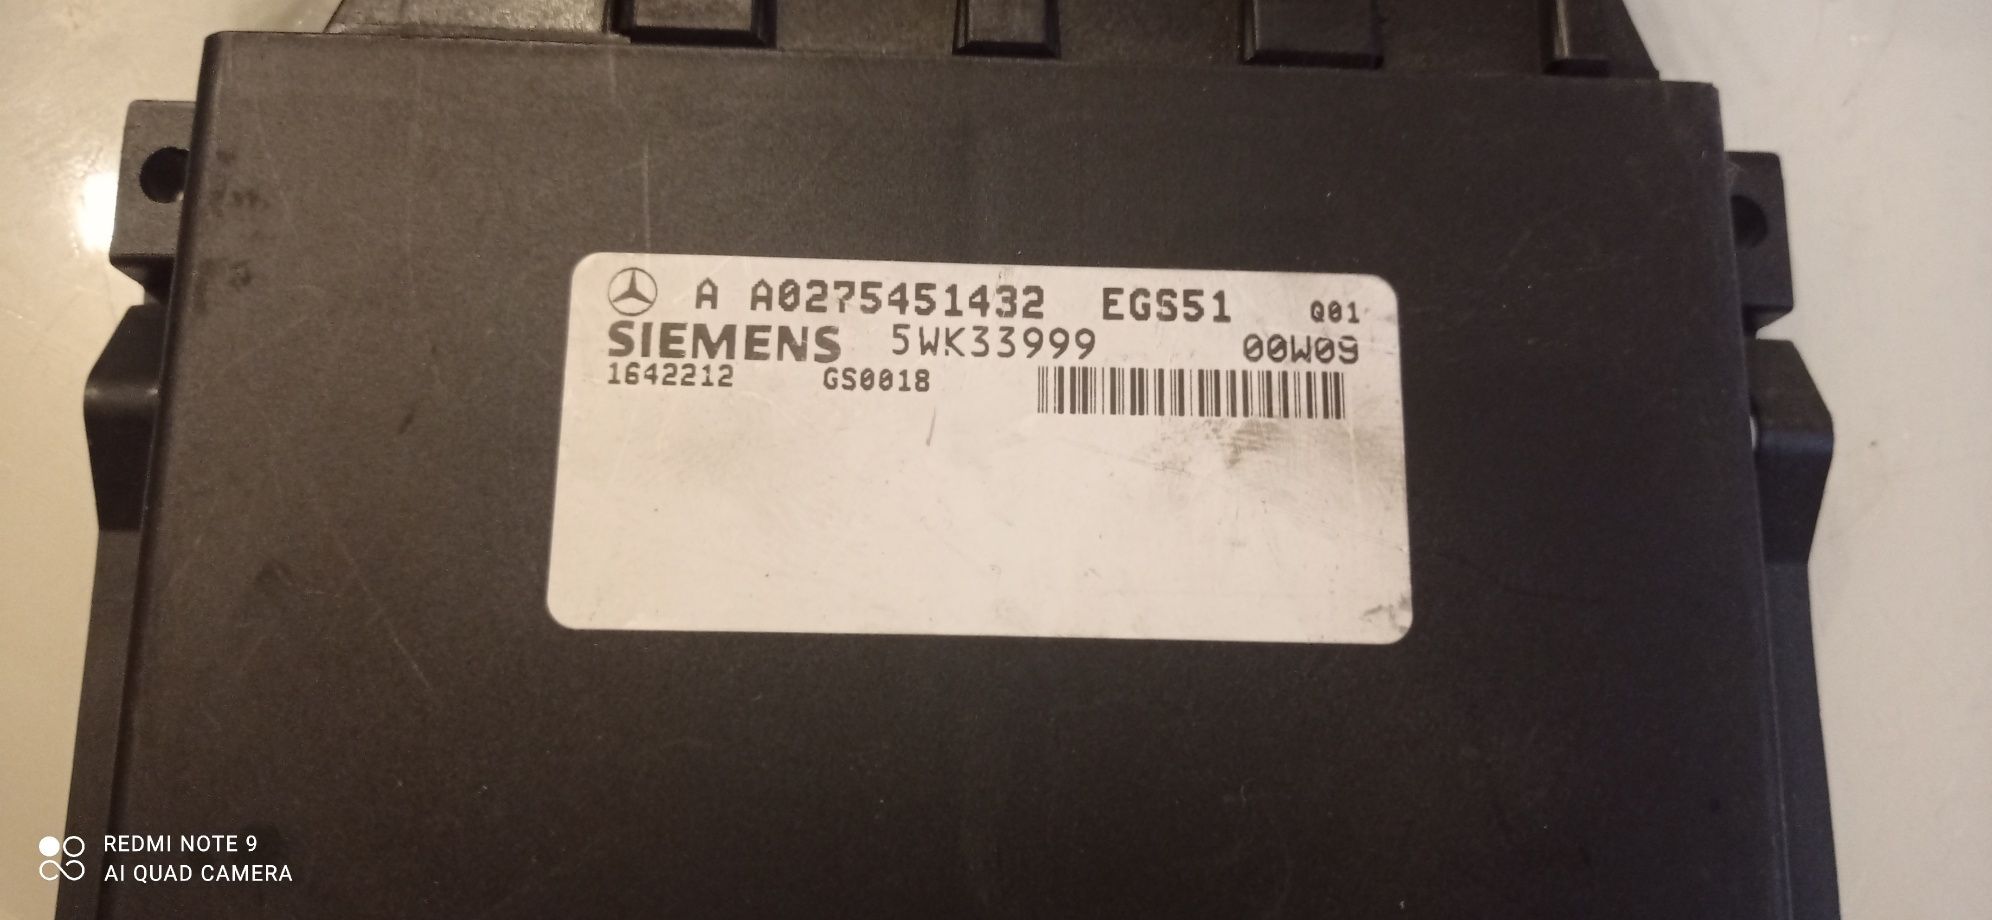 A A0275451432 EGS51 Q01
SIEMENS 5WK33999 00W09
1642212 GS0018
REDMI NOTE 9
AI QUAD CAMERA